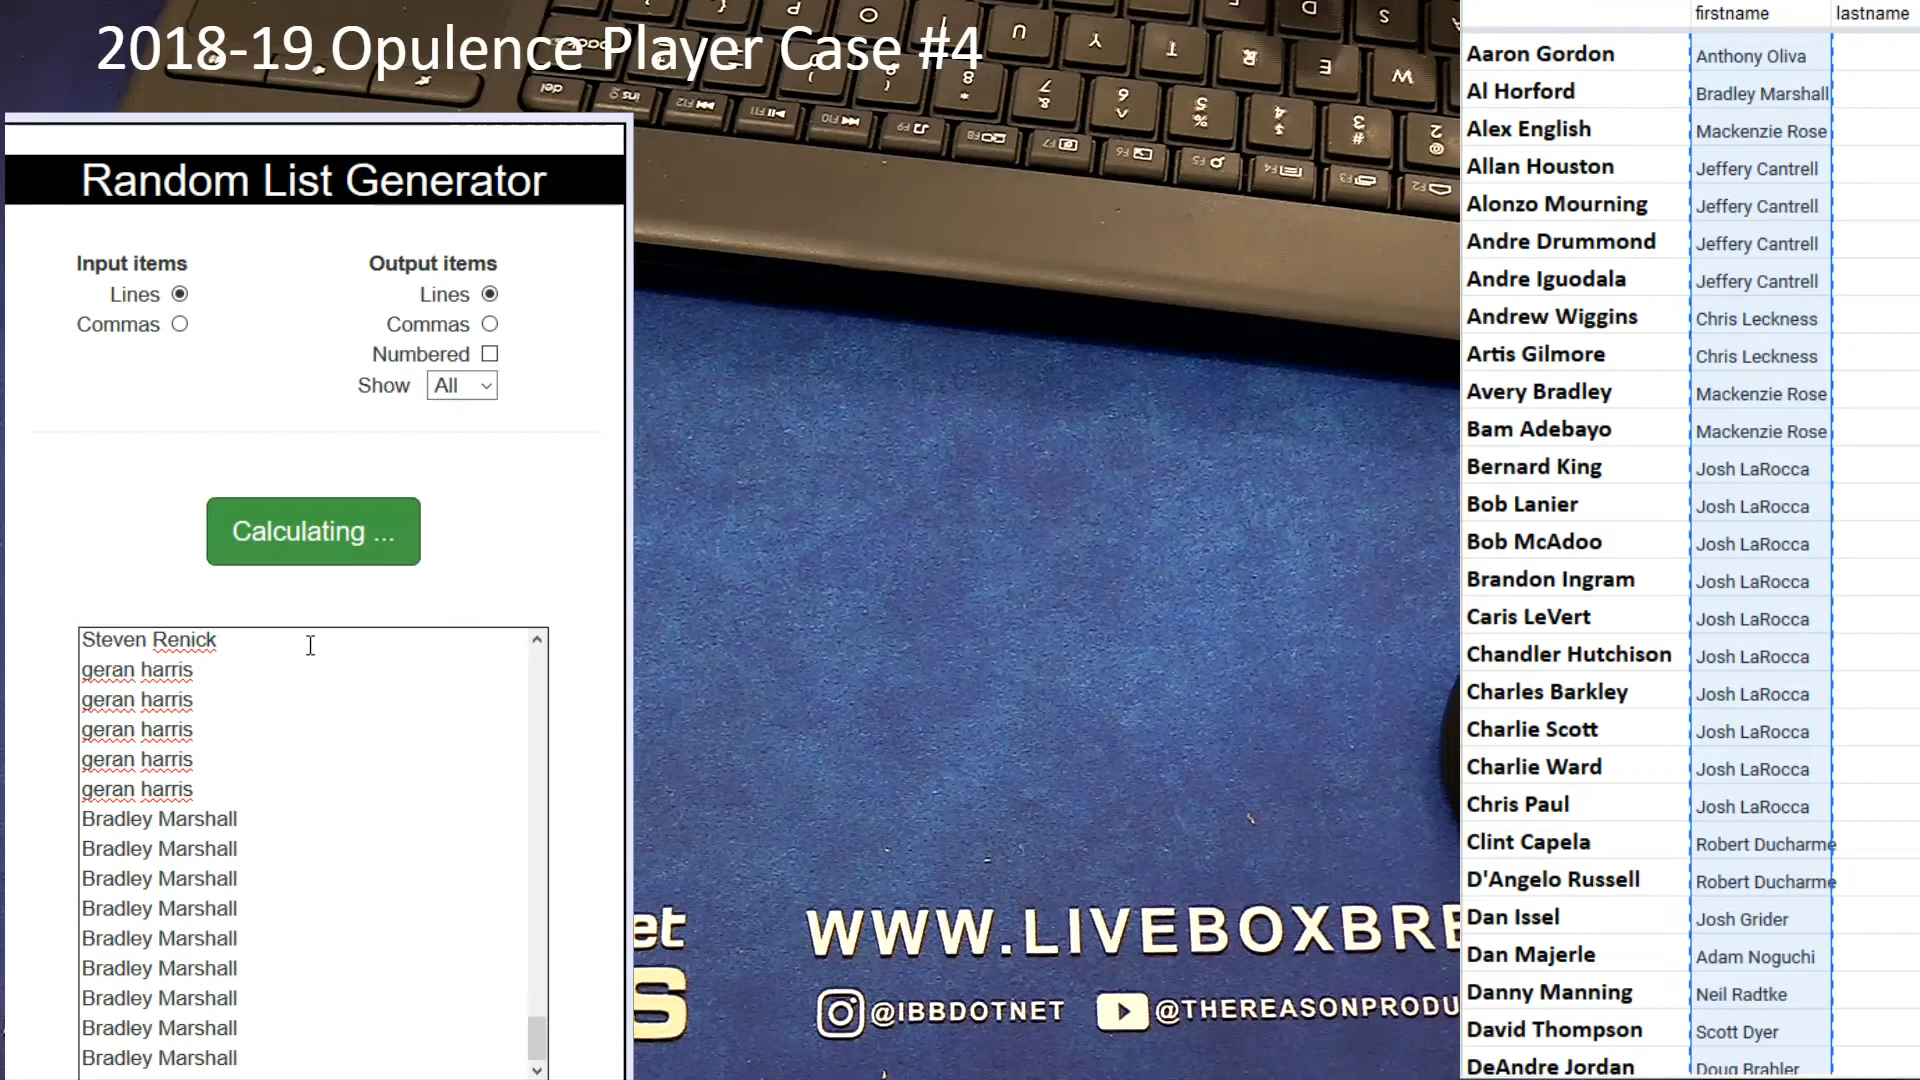 2018-19 Opulence Player Case #4
Random List Generator
Input items
Lines
Commas
Output items
Lines
Commas
Numbered
Show All
Calculating ...
Steven Renick
geran harris
geran harris
geran harris
geran harris
geran harris
Bradley Marshall
Bradley Marshall
Bradley Marshall
Bradley Marshall
Bradley Marshall
Bradley Marshall
Bradley Marshall
Bradley Marshall
Bradley Marshall
et
S
WWW.LIVEBOXBRE
@IBBDOTNET
@THEREASONPRODU
firstname lastname
Aaron Gordon Anthony Oliva
Al Horford Bradley Marshall
Alex English Mackenzie Rose
Allan Houston Jeffery Cantrell
Alonzo Mourning Jeffery Cantrell
Andre Drummond Jeffery Cantrell
Andre Iguodala Jeffery Cantrell
Andrew Wiggins Chris Leckness
Artis Gilmore Chris Leckness
Avery Bradley Mackenzie Rose
Bam Adebayo Mackenzie Rose
Bernard King Josh LaRocca
Bob Lanier Josh LaRocca
Bob McAdoo Josh LaRocca
Brandon Ingram Josh LaRocca
Caris LeVert Josh LaRocca
Chandler Hutchison Josh LaRocca
Charles Barkley Josh LaRocca
Charlie Scott Josh LaRocca
Charlie Ward Josh LaRocca
Chris Paul Josh LaRocca
Clint Capela Robert Ducharme
D'Angelo Russell Robert Ducharme
Dan Issel Josh Grider
Dan Majerle Adam Noguchi
Danny Manning Neil Radtke
David Thompson Scott Dyer
DeAndre Jordan Doug Brahler